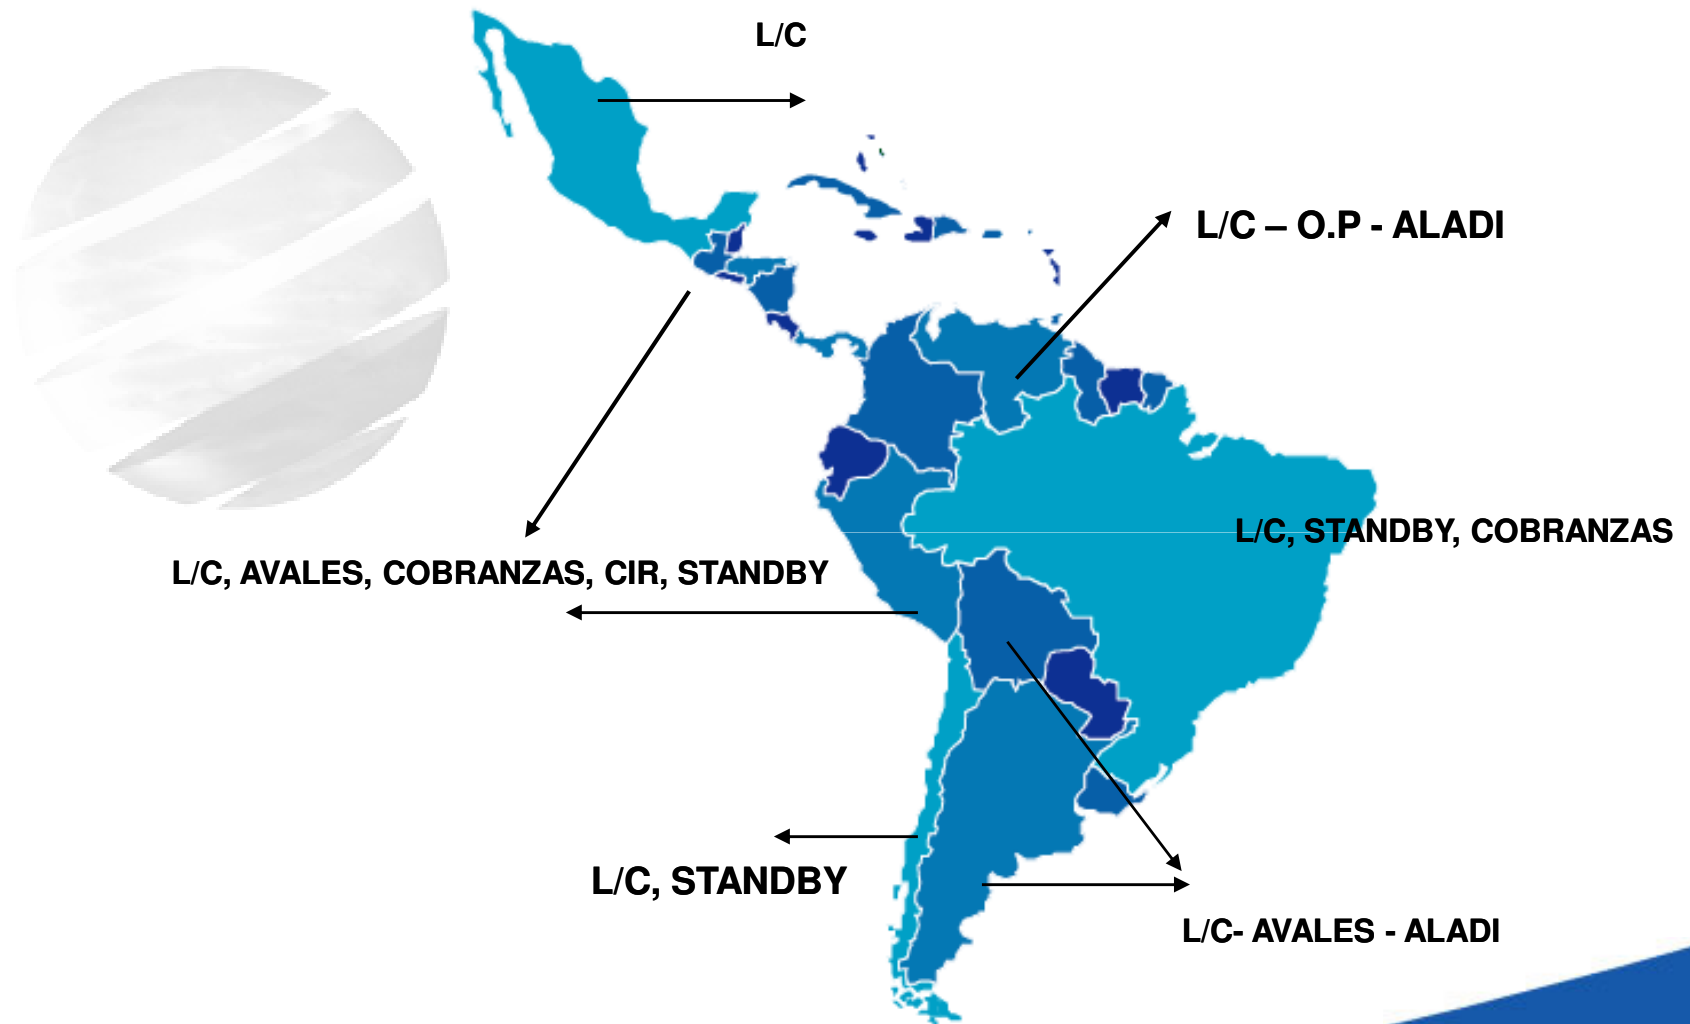 L/C
L/C – O.P - ALADI
L/C, STANDBY, COBRANZAS
L/C, AVALES, COBRANZAS, CIR, STANDBY
L/C, STANDBY
L/C- AVALES - ALADI